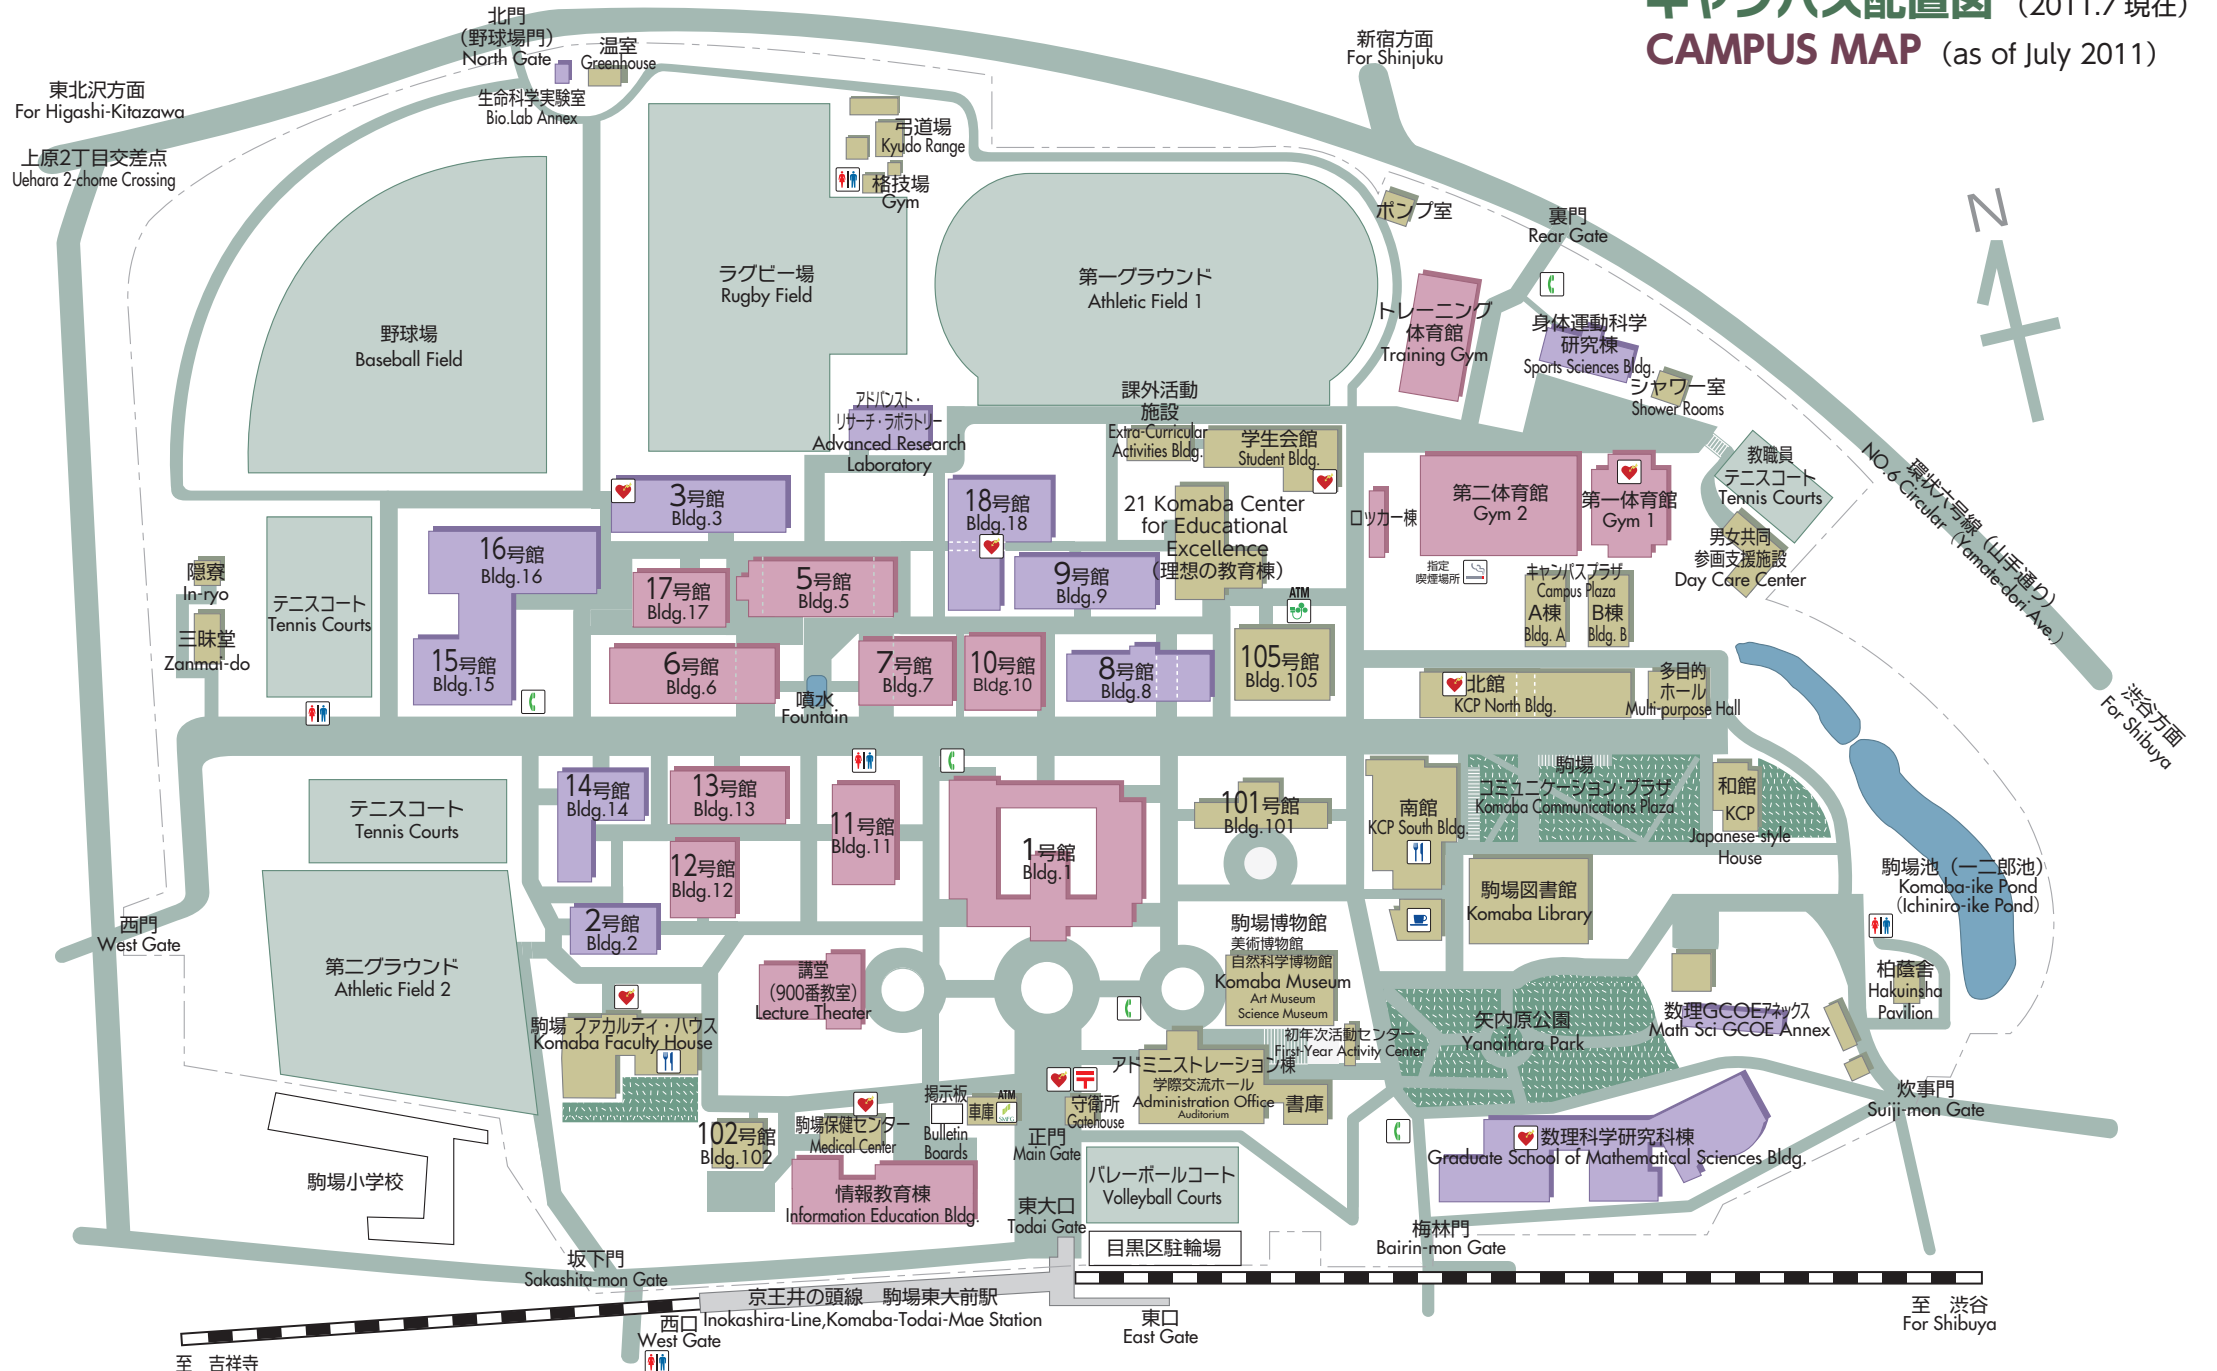 キャンパス配置図（2011.7 現在）
CAMPUS MAP (as of July 2011)
北門
（野球場門）
North Gate
温室
Greenhouse
生命科学実験室
Bio.Lab Annex
東北沢方面
For Higashi-Kitazawa
上原2丁目交差点
Uehara 2-chome Crossing
新宿方面
For Shinjuku
弓道場
Kyudo Range
格技場
Gym
ポンプ室
裏門
Rear Gate
N
野球場
Baseball Field
ラグビー場
Rugby Field
第一グラウンド
Athletic Field 1
トレーニング
体育館
Training Gym
身体運動科学
研究棟
Sports Sciences Bldg.
シャワー室
Shower Rooms
アドバンスト・
リサーチ・ラボラトリー
Advanced Research
Laboratory
課外活動
施設
Extra-Curricular
Activities Bldg.
学生会館
Student Bldg.
教職員
テニスコート
Tennis Courts
NO.6 Circular (Yamate-dori Ave.)
環状六号線（山手通り）
3号館
Bldg.3
18号館
Bldg.18
21 Komaba Center
for Educational
Excellence
（理想の教育棟）
ロッカー棟
第二体育館
Gym 2
第一体育館
Gym 1
男女共同
参画支援施設
Day Care Center
指定
喫煙場所
キャンパスプラザ
Campus Plaza
A棟
Bldg. A
B棟
Bldg. B
16号館
Bldg.16
17号館
Bldg.17
5号館
Bldg.5
9号館
Bldg.9
ATM
隠寮
In-ryo
三昧堂
Zanmai-do
テニスコート
Tennis Courts
15号館
Bldg.15
6号館
Bldg.6
噴水
Fountain
7号館
Bldg.7
10号館
Bldg.10
8号館
Bldg.8
105号館
Bldg.105
北館
KCP North Bldg.
多目的
ホール
Multi-purpose Hall
渋谷方面
For Shibuya
テニスコート
Tennis Courts
14号館
Bldg.14
13号館
Bldg.13
11号館
Bldg.11
12号館
Bldg.12
1号館
Bldg.1
101号館
Bldg.101
南館
KCP South Bldg.
駒場
コミュニケーション・プラザ
Komaba Communications Plaza
和館
KCP
Japanese-style
House
駒場池（一二郎池）
Komaba-ike Pond
(Ichiniro-ike Pond)
駒場図書館
Komaba Library
西門
West Gate
2号館
Bldg.2
第二グラウンド
Athletic Field 2
講堂
（900番教室）
Lecture Theater
駒場博物館
美術博物館
自然科学博物館
Komaba Museum
Art Museum
Science Museum
柏蔭舎
Hakuinsha
Pavilion
数理GCOEアネックス
Math Sci GCOE Annex
矢内原公園
Yangihara Park
初年次活動センター
First-Year Activity Center
駒場 ファカルティ・ハウス
Komaba Faculty House
アドミニストレーション棟
学際交流ホール
Administration Office
Auditorium
書庫
掲示板
Bulletin
Boards
車庫
ATM
SMFG
守衛所
Gatehouse
正門
Main Gate
炊事門
Suiji-mon Gate
102号館
Bldg.102
駒場保健センター
Medical Center
数理科学研究科棟
Graduate School of Mathematical Sciences Bldg.
駒場小学校
情報教育棟
Information Education Bldg.
バレーボールコート
Volleyball Courts
東大口
Todai Gate
目黒区駐輪場
梅林門
Bairin-mon Gate
坂下門
Sakashita-mon Gate
京王井の頭線　駒場東大前駅
Inokashira-Line,Komaba-Todai-Mae Station
西口
West Gate
東口
East Gate
至　渋谷
For Shibuya
至　吉祥寺